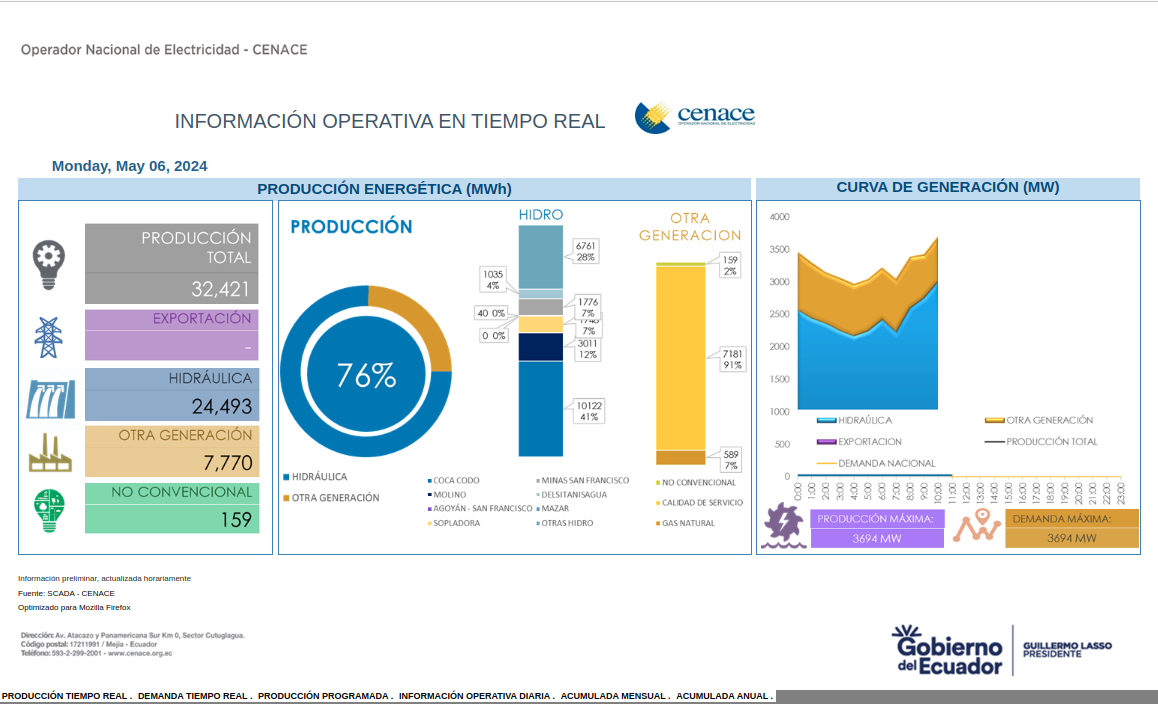 Operador Nacional de Electricidad - CENACE
INFORMACIÓN OPERATIVA EN TIEMPO REAL
cenace
OPERADOR NACIONAL DE ELECTRICIDAD
Monday, May 06, 2024
PRODUCCIÓN ENERGÉTICA (MWh)
CURVA DE GENERACIÓN (MW)
PRODUCCIÓN
TOTAL
32,421
EXPORTACIÓN
-
HIDRÁULICA
24,493
OTRA GENERACIÓN
7,770
NO CONVENCIONAL
159
PRODUCCIÓN
76%
HIDRÁULICA
OTRA GENERACIÓN
HIDRO
6761
28%
1035
4%
1776
7%
40 0%
7%
0 0%
3011
12%
10122
41%
COCA CODO
MINAS SAN FRANCISCO
MOLINO
DELSITANISAGUA
AGOYÁN - SAN FRANCISCO
MAZAR
SOPLADORA
OTRAS HIDRO
OTRA
GENERACION
159
2%
7181
91%
589
7%
NO CONVENCIONAL
CALIDAD DE SERVICIO
GAS NATURAL
4000
3500
3000
2500
2000
1500
1000
500
0
HIDRAÚLICA
OTRA GENERACIÓN
EXPORTACION
PRODUCCIÓN TOTAL
DEMANDA NACIONAL
0:00 1:00 2:00 3:00 4:00 5:00 6:00 7:00 8:00 9:00 10:00 11:00 12:00 13:00 14:00 15:00 16:00 17:00 18:00 19:00 20:00 21:00 22:00 23:00
PRODUCCIÓN MÁXIMA:
3694 MW
DEMANDA MÁXIMA:
3694 MW
Información preliminar, actualizada horariamente
Fuente: SCADA - CENACE
Optimizado para Mozilla Firefox
Dirección: Av. Atacazo y Panamericana Sur Km 0, Sector Cutuglagua.
Código postal: 17211991 / Mejía - Ecuador
Teléfono: 593-2-299-2001 - www.cenace.org.ec
Gobierno
del Ecuador
GUILLERMO LASSO
PRESIDENTE
PRODUCCIÓN TIEMPO REAL . DEMANDA TIEMPO REAL . PRODUCCIÓN PROGRAMADA . INFORMACIÓN OPERATIVA DIARIA . ACUMULADA MENSUAL . ACUMULADA ANUAL .